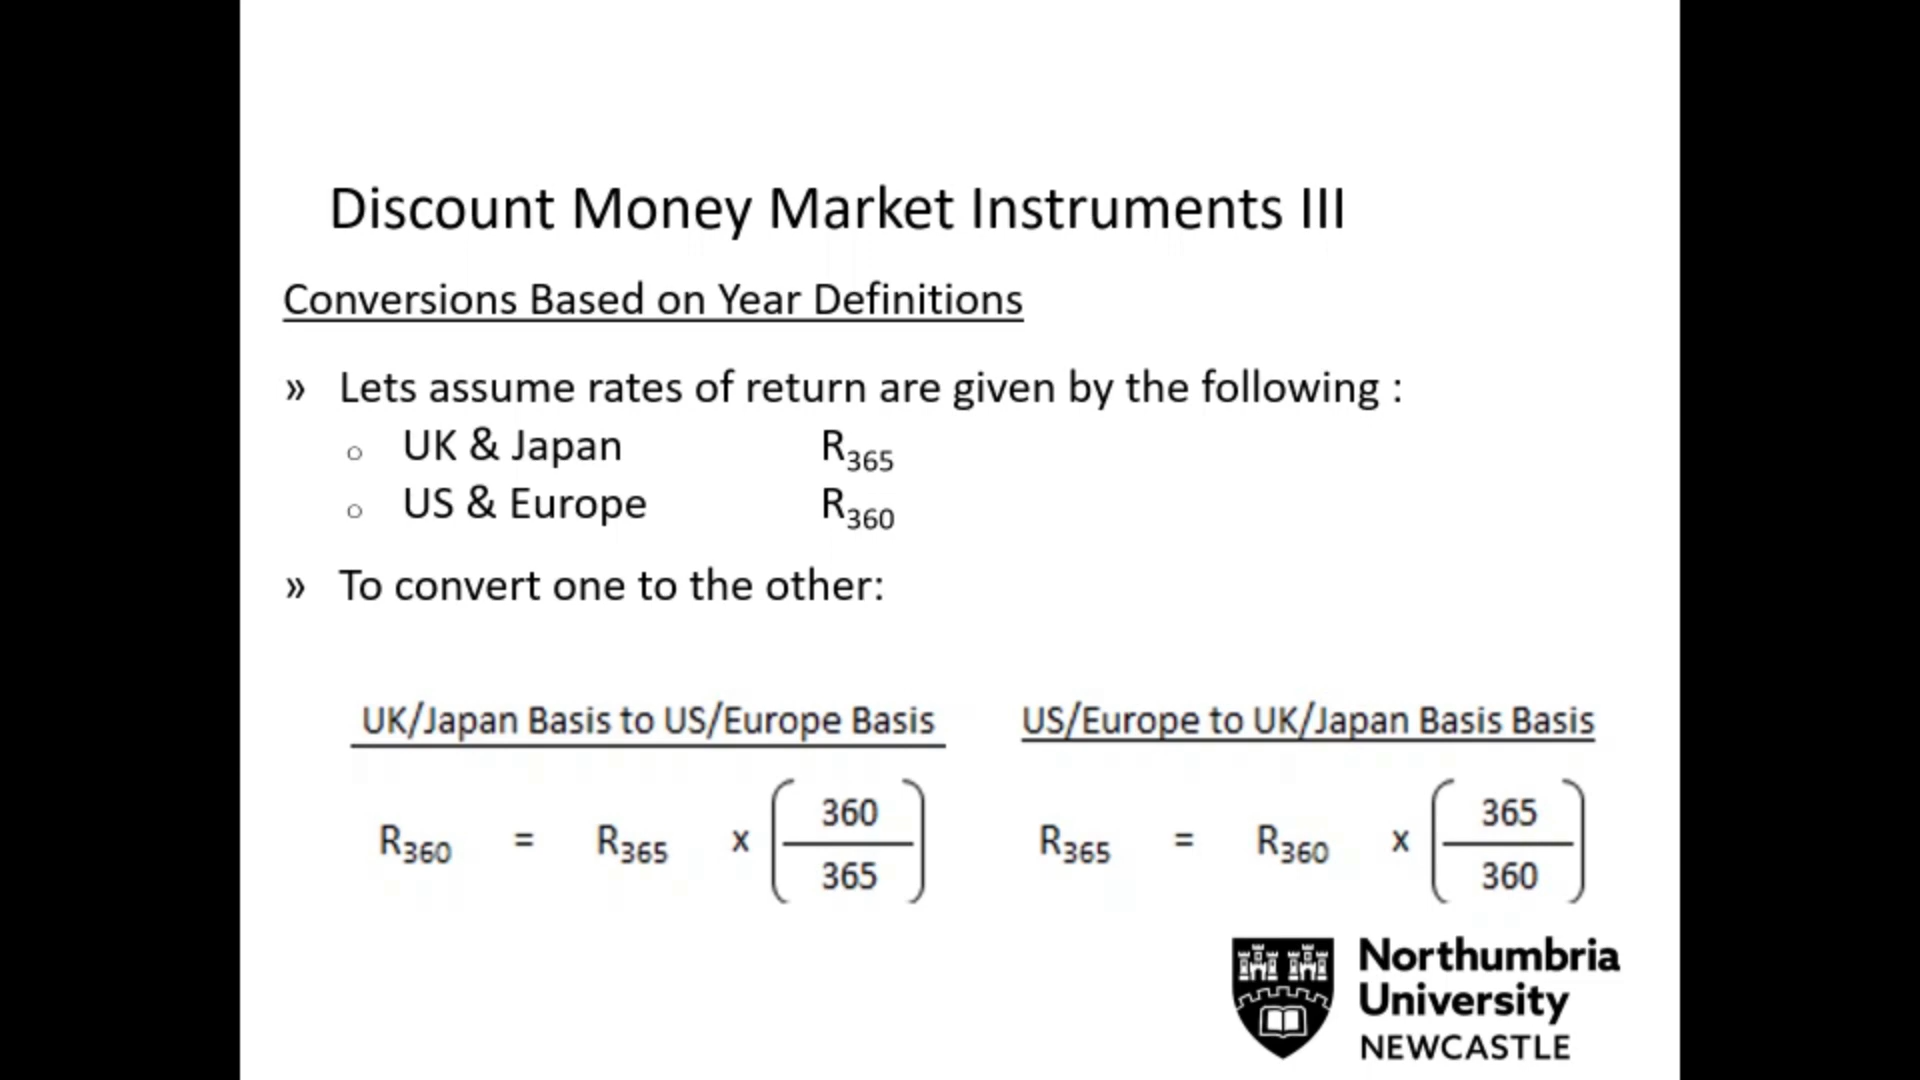 Discount Money Market Instruments III
Conversions Based on Year Definitions
» Lets assume rates of return are given by the following :
○ UK & Japan R365
○ US & Europe R360
» To convert one to the other:
UK/Japan Basis to US/Europe Basis
R360 = R365 x (360/365)
US/Europe to UK/Japan Basis Basis
R365 = R360 x (365/360)
Northumbria
University
NEWCASTLE